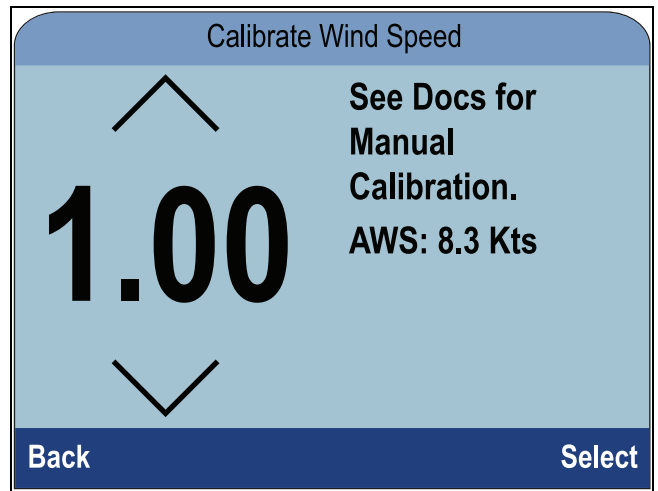 Calibrate Wind Speed
1.00
See Docs for
Manual
Calibration.
AWS: 8.3 Kts
Back
Select